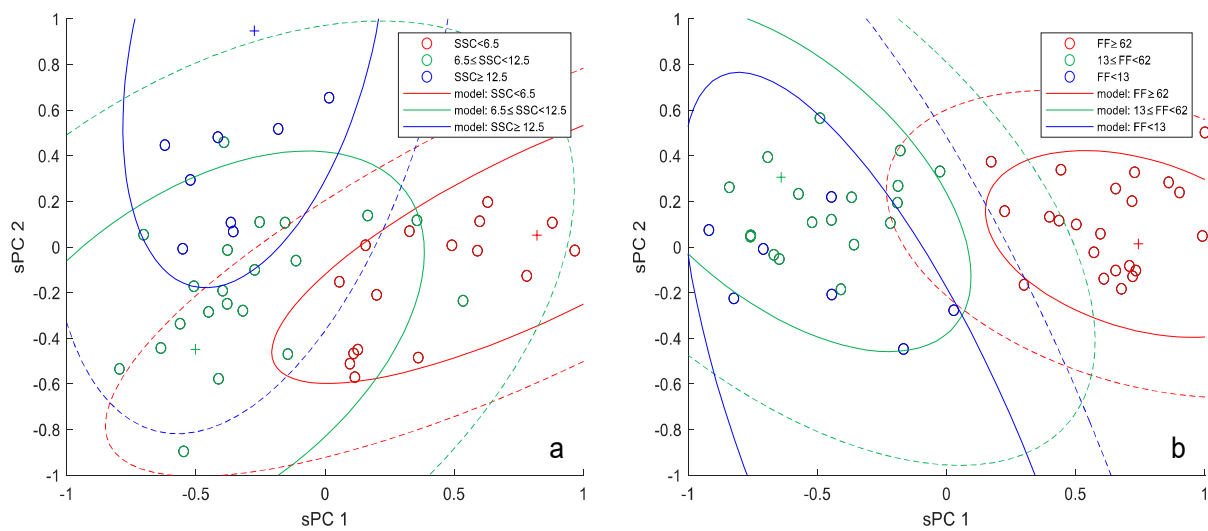 1
0.8
0.6
0.4
0.2
0
-0.2
-0.4
-0.6
-0.8
-1
sPC 2
-1
-0.5
0
0.5
1
sPC 1
SSC<6.5
6.5≤ SSC<12.5
SSC≥ 12.5
model: SSC<6.5
model: 6.5≤ SSC<12.5
model: SSC≥ 12.5
a
1
0.8
0.6
0.4
0.2
0
-0.2
-0.4
-0.6
-0.8
-1
sPC 2
-1
-0.5
0
0.5
1
sPC 1
FF≥ 62
13≤ FF<62
FF<13
model: FF≥ 62
model: 13≤ FF<62
model: FF<13
b